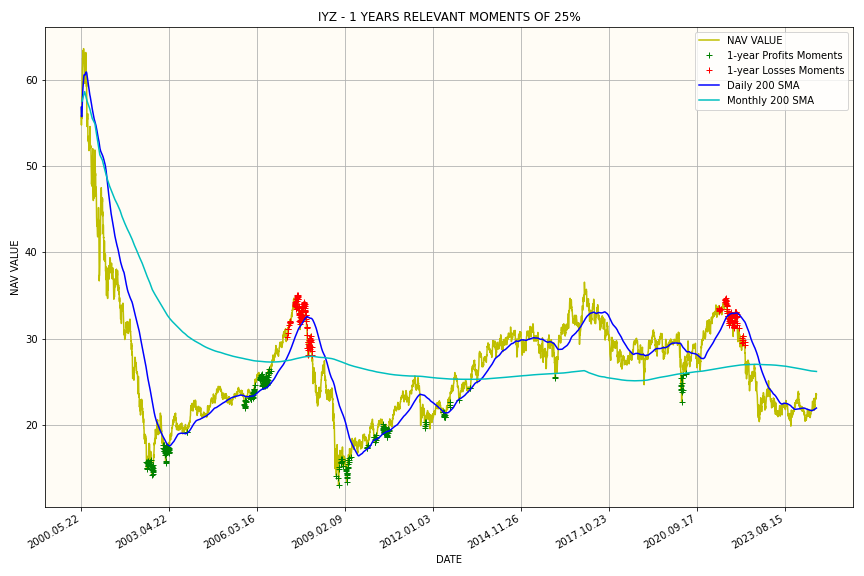 IYZ - 1 YEARS RELEVANT MOMENTS OF 25%
NAV VALUE
1-year Profits Moments
1-year Losses Moments
Daily 200 SMA
Monthly 200 SMA
60
50
40
30
20
NAV VALUE
2000.05.22
2003.04.22
2006.03.16
2009.02.09
2012.01.03
2014.11.26
2017.10.23
2020.09.17
2023.08.15
DATE